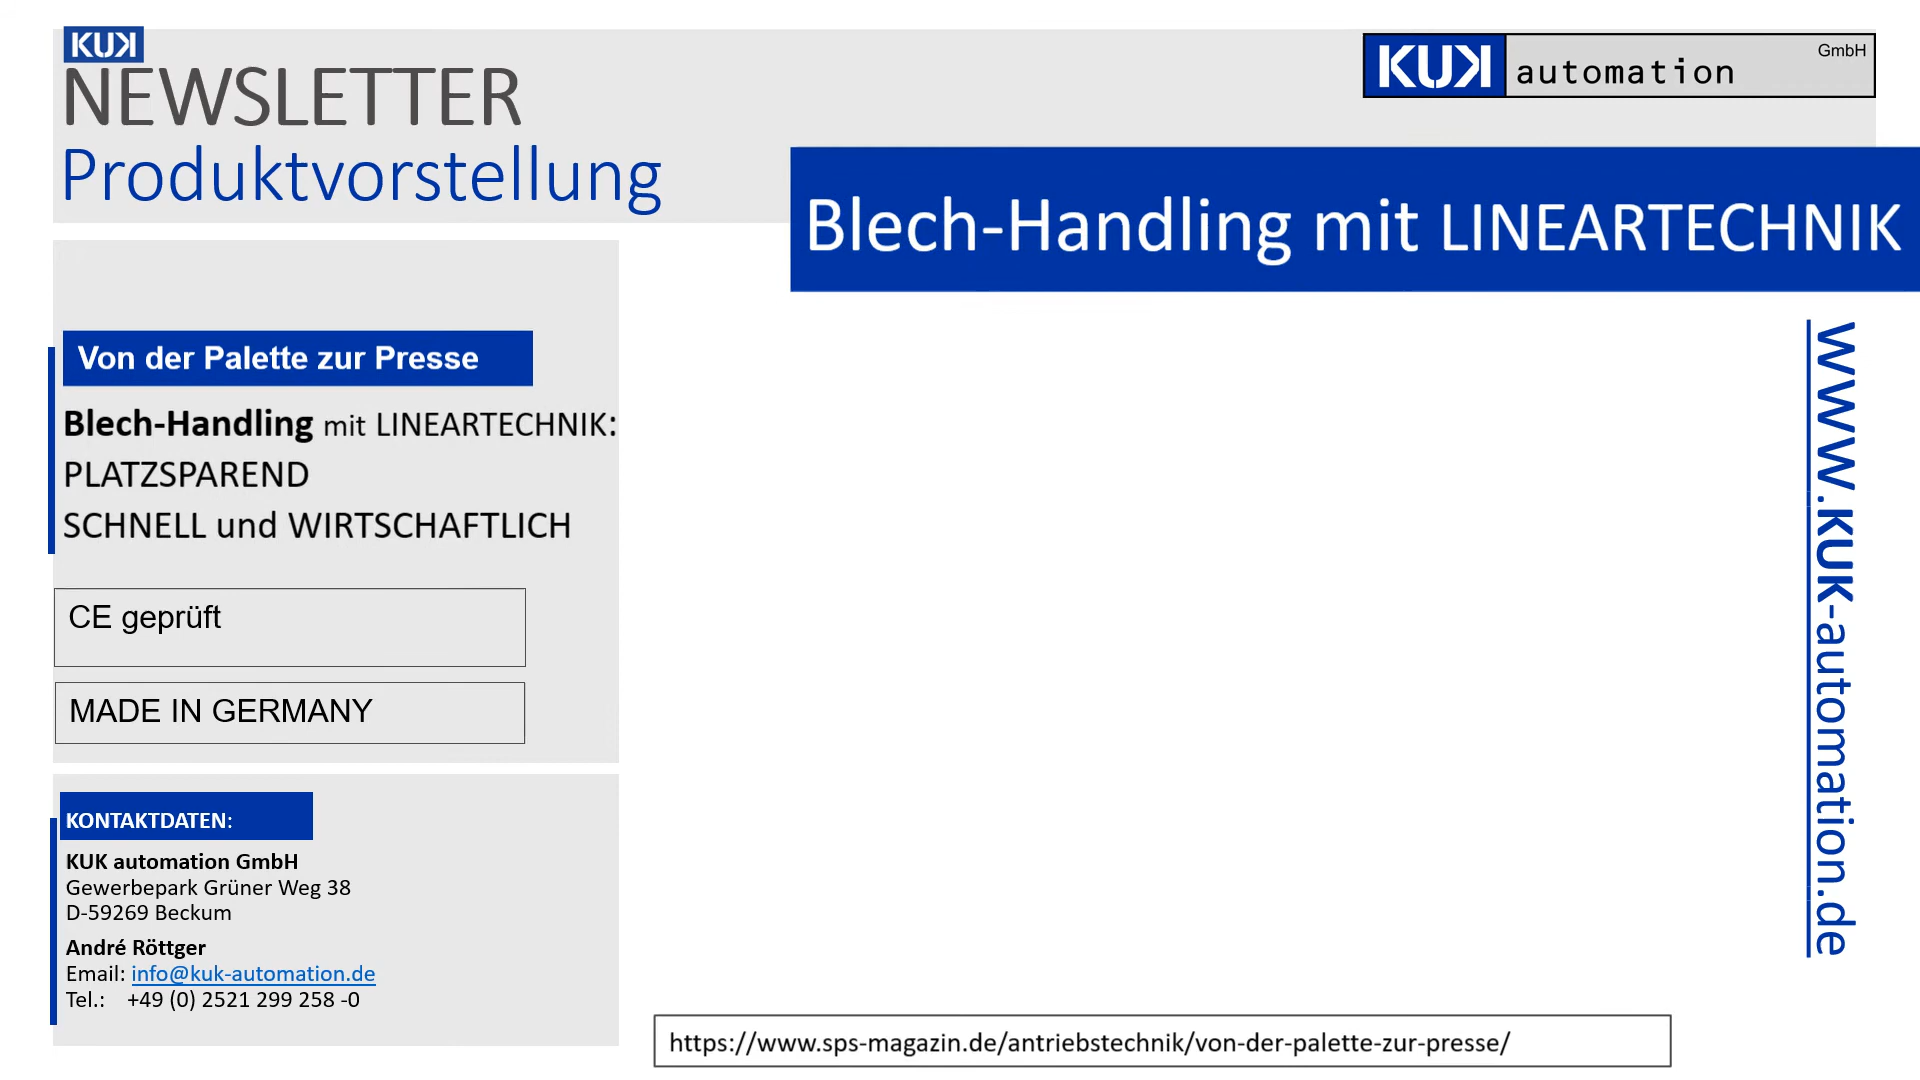 KUK
NEWSLETTER
Produktvorstellung
KUK automation GmbH
Blech-Handling mit LINEARTECHNIK
Von der Palette zur Presse
Blech-Handling mit LINEARTECHNIK:
PLATZSPAREND
SCHNELL und WIRTSCHAFTLICH
CE geprüft
MADE IN GERMANY
KONTAKTDATEN:
KUK automation GmbH
Gewerbepark Grüner Weg 38
D-59269 Beckum
André Röttger
Email: info@kuk-automation.de
Tel.: +49 (0) 2521 299 258 -0
WWW.KUK-automation.de
https://www.sps-magazin.de/antriebstechnik/von-der-palette-zur-presse/